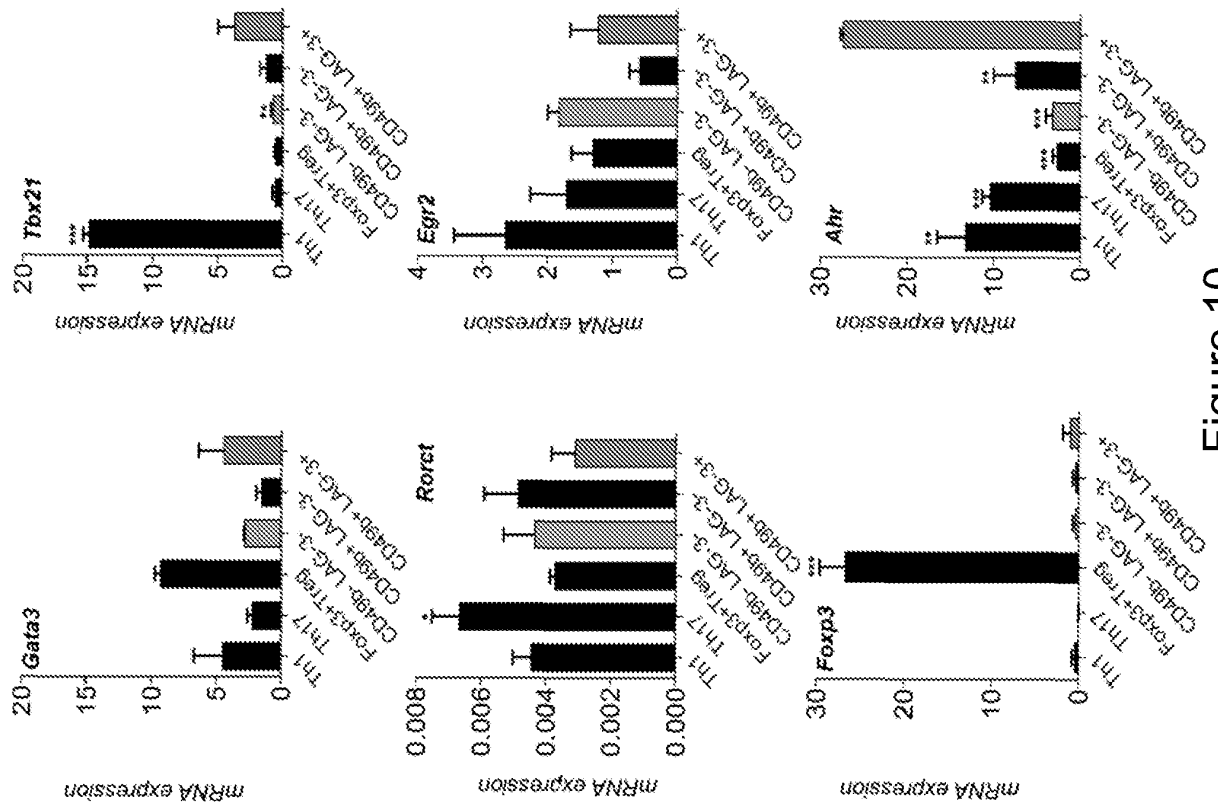 Gata3
mRNA expression
20
15
10
5
0
Th1
Th17
Foxp3+Treg
CD49b- LAG-3-
CD49b+ LAG-3-
CD49b+ LAG-3+
Tbx21
mRNA expression
20
15
10
5
0
***
**
Th1
Th17
Foxp3+Treg
CD49b- LAG-3-
CD49b+ LAG-3-
CD49b+ LAG-3+
Rorct
mRNA expression
0.008
0.006
0.004
0.002
0.000
*
Th1
Th17
Foxp3+Treg
CD49b- LAG-3-
CD49b+ LAG-3-
CD49b+ LAG-3+
Egr2
mRNA expression
4
3
2
1
0
Th1
Th17
Foxp3+Treg
CD49b- LAG-3-
CD49b+ LAG-3-
CD49b+ LAG-3+
Foxp3
mRNA expression
30
20
10
0
Th1
Th17
Foxp3+Treg
CD49b- LAG-3-
CD49b+ LAG-3-
CD49b+ LAG-3+
Ahr
mRNA expression
30
20
10
0
**
**
Th1
Th17
Foxp3+Treg
CD49b- LAG-3-
CD49b+ LAG-3-
CD49b+ LAG-3+
Figure 10